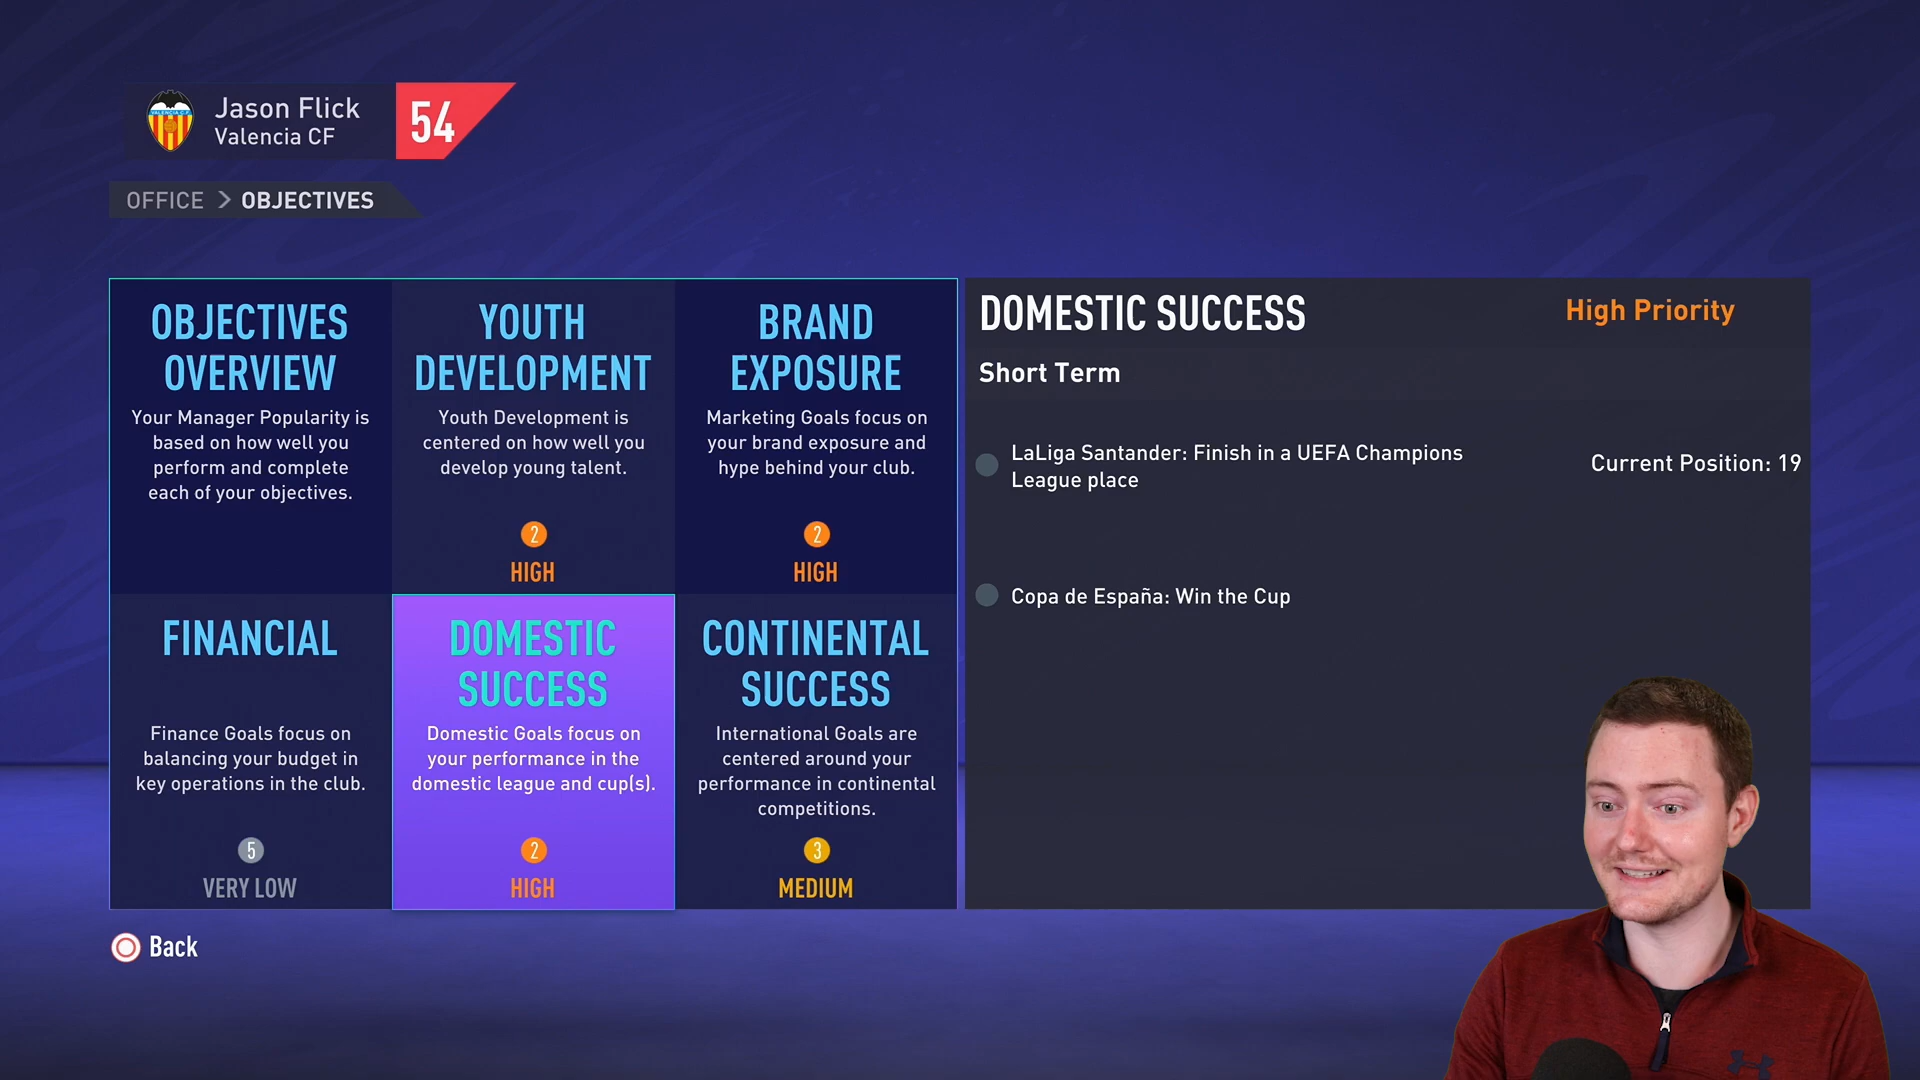 Jason Flick
Valencia CF
54
OFFICE > OBJECTIVES
OBJECTIVES
OVERVIEW
Your Manager Popularity is
based on how well you
perform and complete
each of your objectives.
YOUTH
DEVELOPMENT
Youth Development is
centered on how well you
develop young talent.
2
HIGH
BRAND
EXPOSURE
Marketing Goals focus on
your brand exposure and
hype behind your club.
2
HIGH
FINANCIAL
Finance Goals focus on
balancing your budget in
key operations in the club.
5
VERY LOW
DOMESTIC
SUCCESS
Domestic Goals focus on
your performance in the
domestic league and cup(s).
2
HIGH
CONTINENTAL
SUCCESS
International Goals are
centered around your
performance in continental
competitions.
3
MEDIUM
DOMESTIC SUCCESS
High Priority
Short Term
LaLiga Santander: Finish in a UEFA Champions
League place
Current Position: 19
Copa de España: Win the Cup
Back